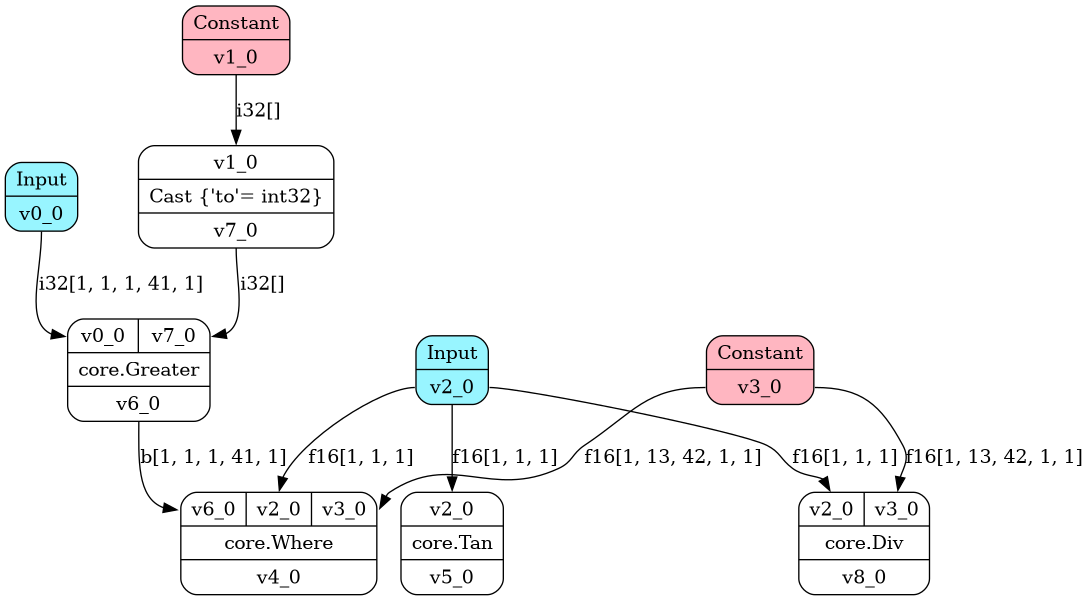 Constant
v1_0
i32[]
v1_0
Cast {'to'= int32}
v7_0
Input
v0_0
i32[1, 1, 1, 41, 1]
i32[]
v0_0 v7_0
core.Greater
v6_0
Input
v2_0
Constant
v3_0
b[1, 1, 1, 41, 1]
f16[1, 1, 1]
f16[1, 1, 1]
f16[1, 13, 42, 1, 1]
f16[1, 1, 1]
f16[1, 13, 42, 1, 1]
v6_0 v2_0 v3_0
core.Where
v4_0
v2_0
core.Tan
v5_0
v2_0 v3_0
core.Div
v8_0